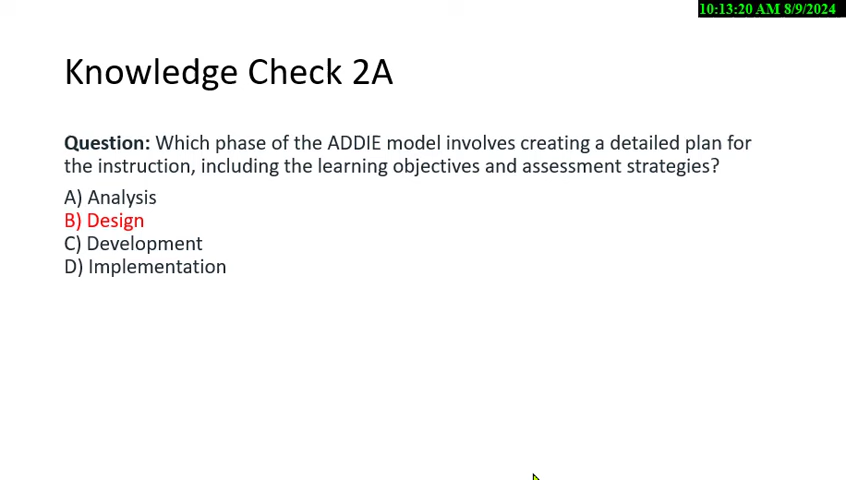 10:13:20 AM 8/9/2024
Knowledge Check 2A
Question: Which phase of the ADDIE model involves creating a detailed plan for
the instruction, including the learning objectives and assessment strategies?
A) Analysis
B) Design
C) Development
D) Implementation